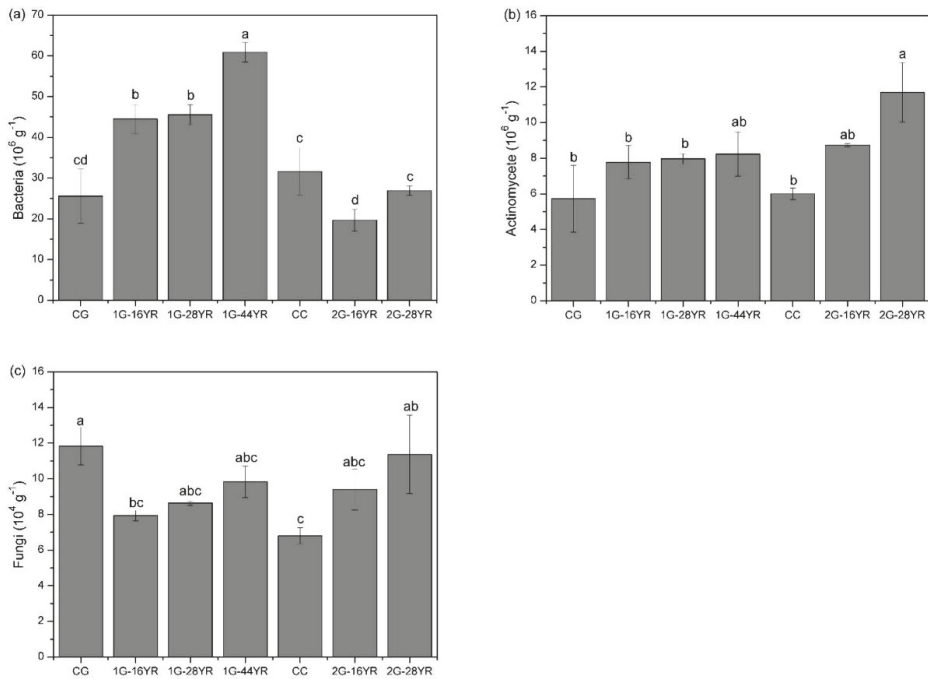 (a)
Bacteria (10⁶ g⁻¹)
70
60
50
40
30
20
10
0
cd
b
b
a
c
d
c
CG 1G-16YR 1G-28YR 1G-44YR CC 2G-16YR 2G-28YR
(b)
Actinomycete (10⁶ g⁻¹)
16
14
12
10
8
6
4
2
0
b
b
b
ab
b
ab
a
CG 1G-16YR 1G-28YR 1G-44YR CC 2G-16YR 2G-28YR
(c)
Fungi (10⁴ g⁻¹)
16
14
12
10
8
6
4
2
0
a
bc
abc
abc
c
abc
ab
CG 1G-16YR 1G-28YR 1G-44YR CC 2G-16YR 2G-28YR